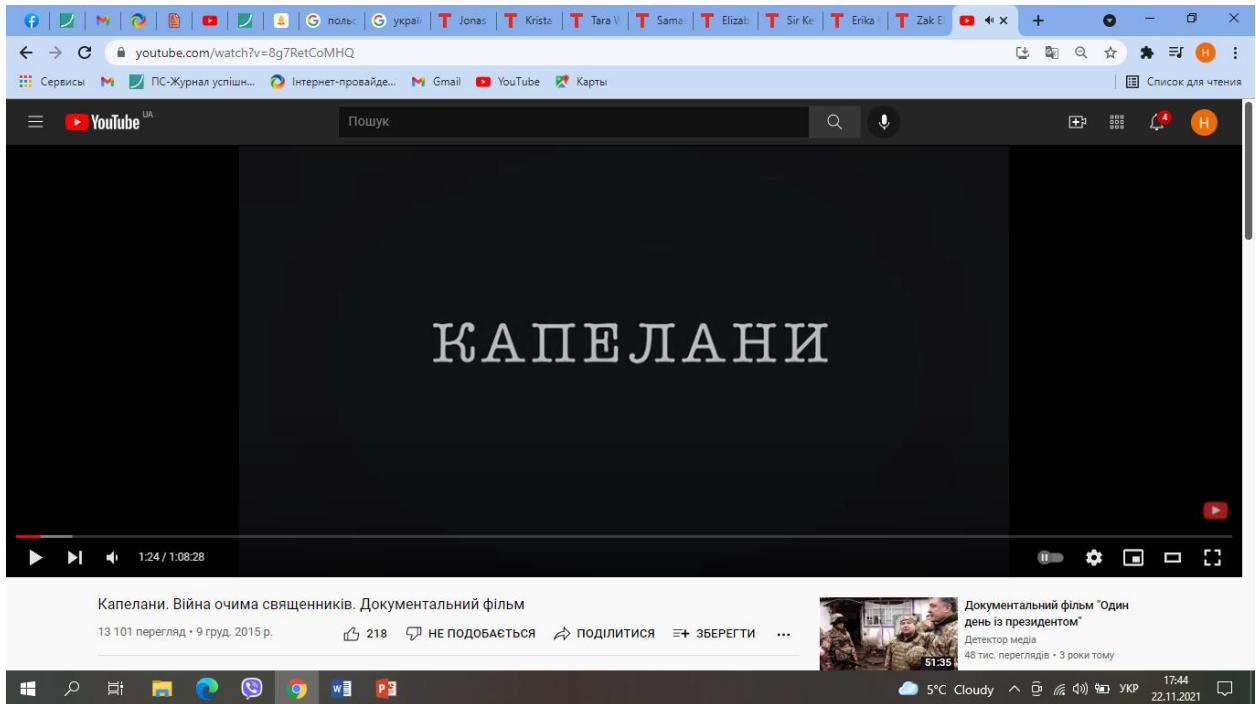 G польс
G украї
T Jonas
T Krista
T Tara V
T Sama
T Elizab
T Sir Ke
T Erika
T Zak El
youtube.com/watch?v=8g7RetCoMHQ
Н
Сервисы
ПС-Журнал успішн...
Інтернет-провайде...
Gmail
YouTube
Карты
Список для чтения
YouTube UA
Пошук
4
Н
КАПЕЛАНИ
1:24 / 1:08:28
Капелани. Війна очима священників. Документальний фільм
13 101 перегляд • 9 груд. 2015 р.
218
НЕ ПОДОБАЄТЬСЯ
ПОДІЛИТИСЯ
ЗБЕРЕГТИ
...
51:35
Документальний фільм "Один
день із президентом"
Детектор медіа
48 тис. переглядів • 3 роки тому
5°C Cloudy
УКР
17:44
22.11.2021